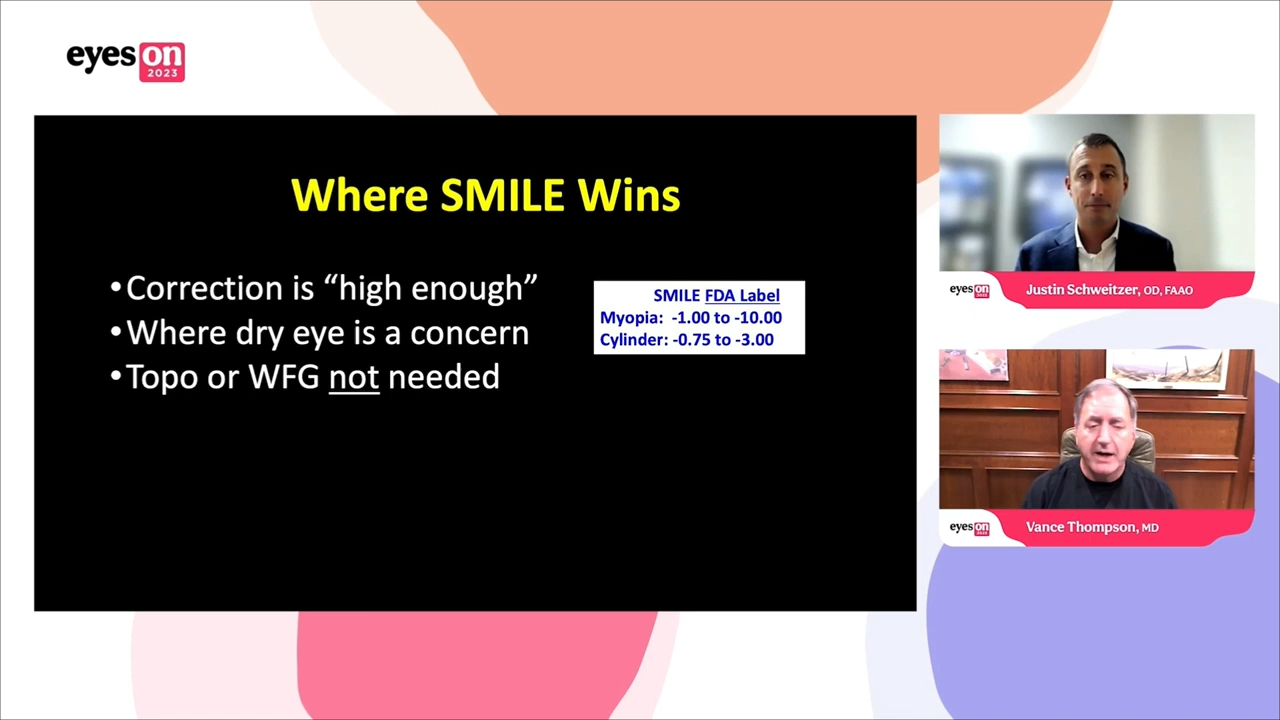 eyes on
2023
Where SMILE Wins
•Correction is “high enough”
•Where dry eye is a concern
•Topo or WFG not needed
SMILE FDA Label
Myopia: -1.00 to -10.00
Cylinder: -0.75 to -3.00
eyes on
2023
Justin Schweitzer, OD, FAAO
eyes on
2023
Vance Thompson, MD